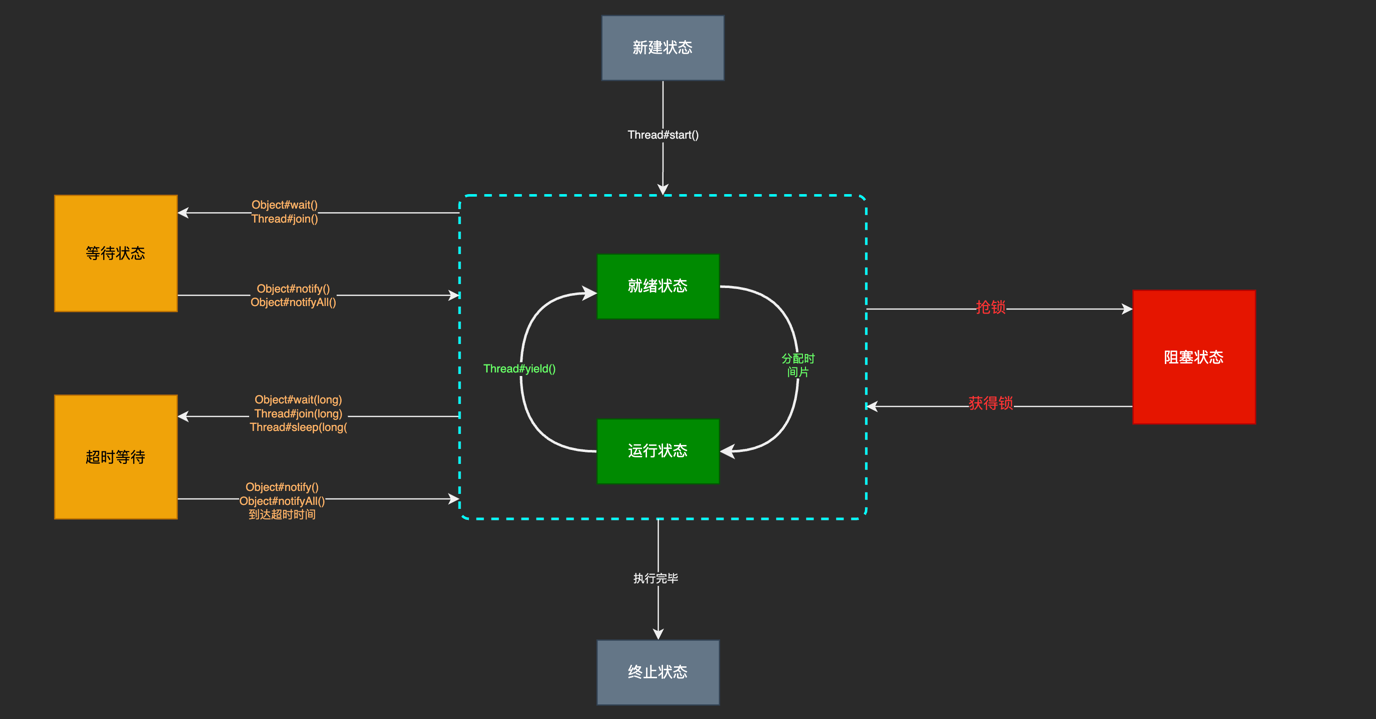 新建状态
Thread#start()
Object#wait()
Thread#join()
等待状态
Object#notify()
Object#notifyAll()
就绪状态
抢锁
阻塞状态
Thread#yield()
分配时
间片
获得锁
Object#wait(long)
Thread#join(long)
Thread#sleep(long(
超时等待
运行状态
Object#notify()
Object#notifyAll()
到达超时时间
执行完毕
终止状态